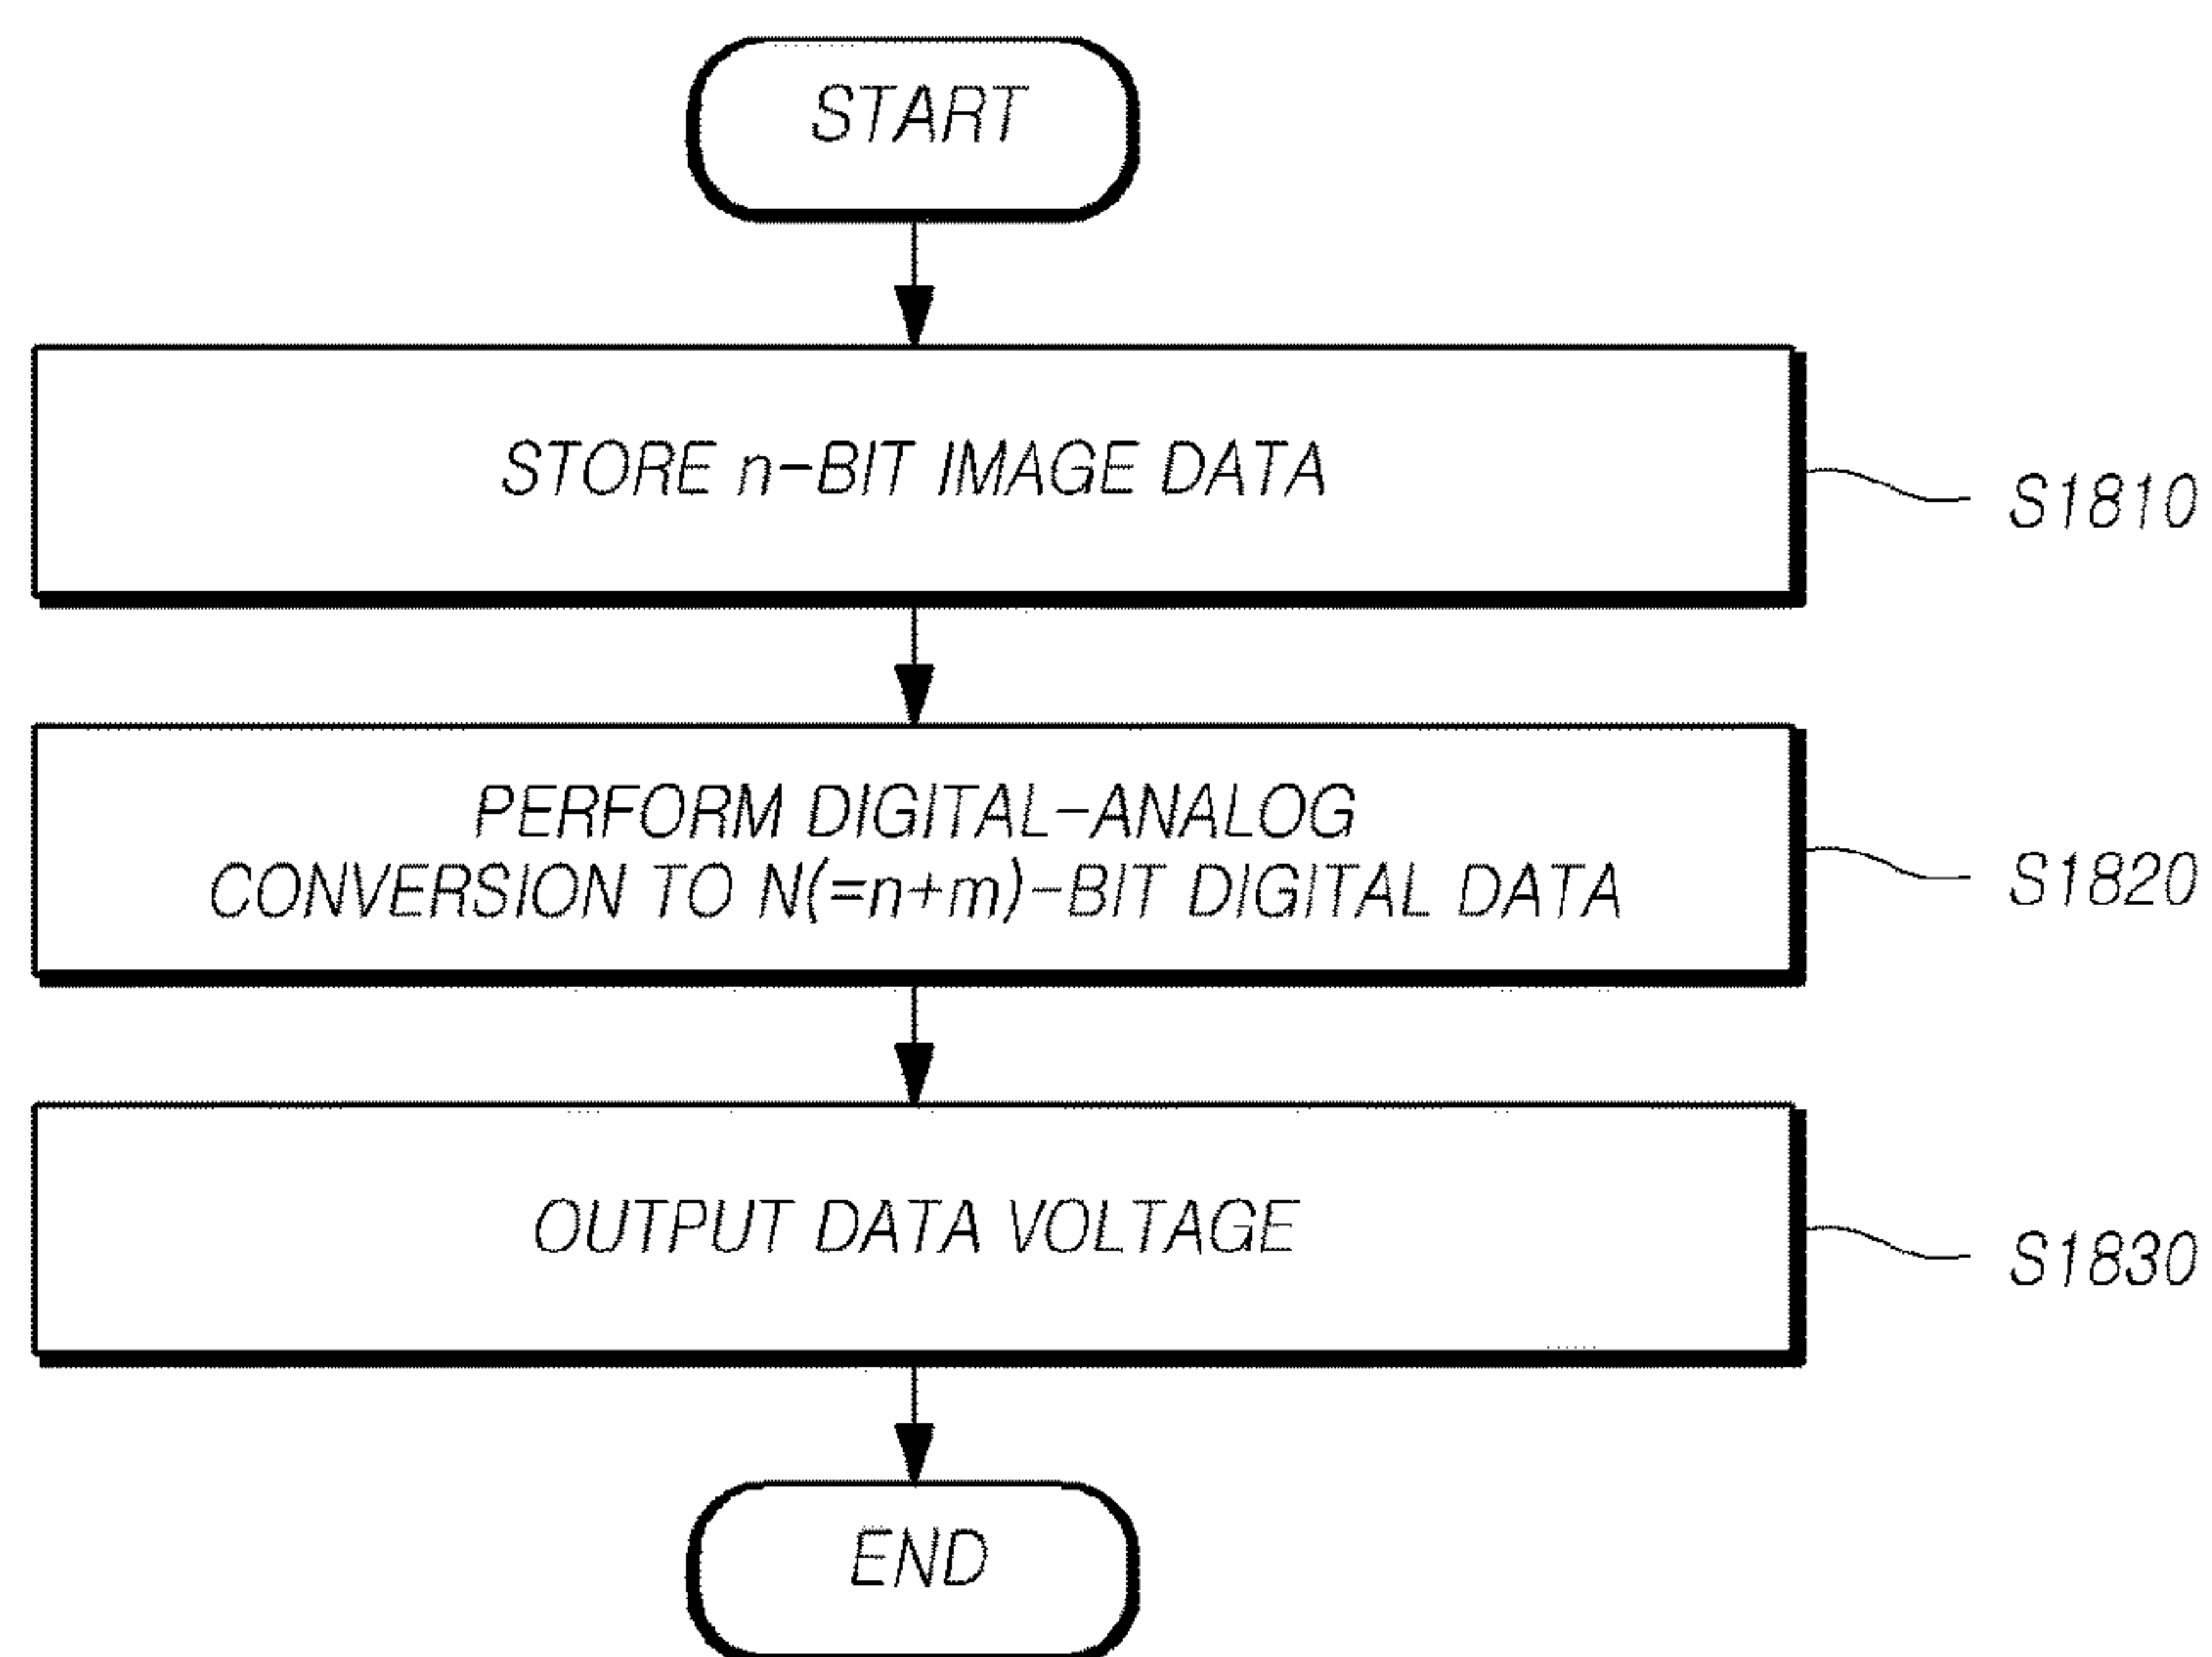 START
STORE n-BIT IMAGE DATA
S1810
PERFORM DIGITAL-ANALOG
CONVERSION TO N(=n+m)-BIT DIGITAL DATA
S1820
OUTPUT DATA VOLTAGE
S1830
END